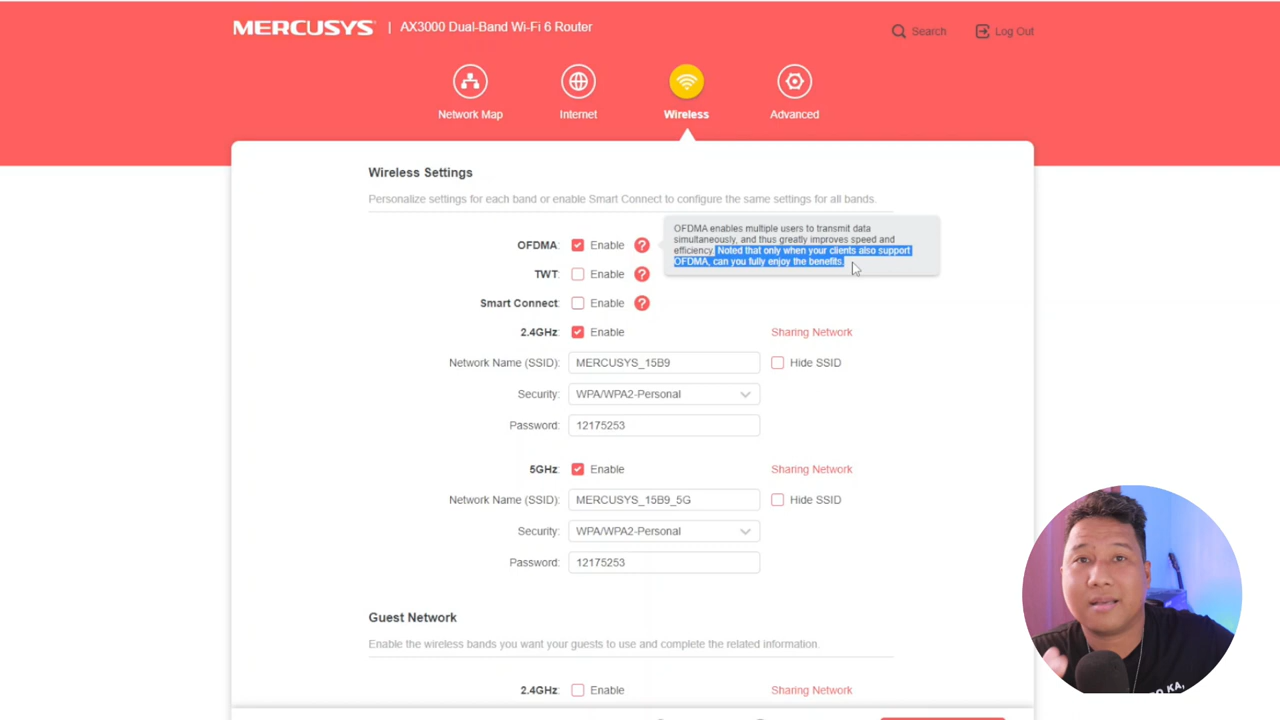 MERCUSYS | AX3000 Dual-Band Wi-Fi 6 Router
Search
Log Out
Network Map
Internet
Wireless
Advanced
Wireless Settings
Personalize settings for each band or enable Smart Connect to configure the same settings for all bands.
OFDMA: Enable ?
OFDMA enables multiple users to transmit data
simultaneously, and thus greatly improves speed and
efficiency. Noted that only when your clients also support
OFDMA, can you fully enjoy the benefits.
TWT: Enable ?
Smart Connect: Enable ?
2.4GHz: Enable Sharing Network
Network Name (SSID): MERCUSYS_15B9 Hide SSID
Security: WPA/WPA2-Personal
Password: 12175253
5GHz: Enable Sharing Network
Network Name (SSID): MERCUSYS_15B9_5G Hide SSID
Security: WPA/WPA2-Personal
Password: 12175253
Guest Network
Enable the wireless bands you want your guests to use and complete the related information.
2.4GHz: Enable Sharing Network
KA,